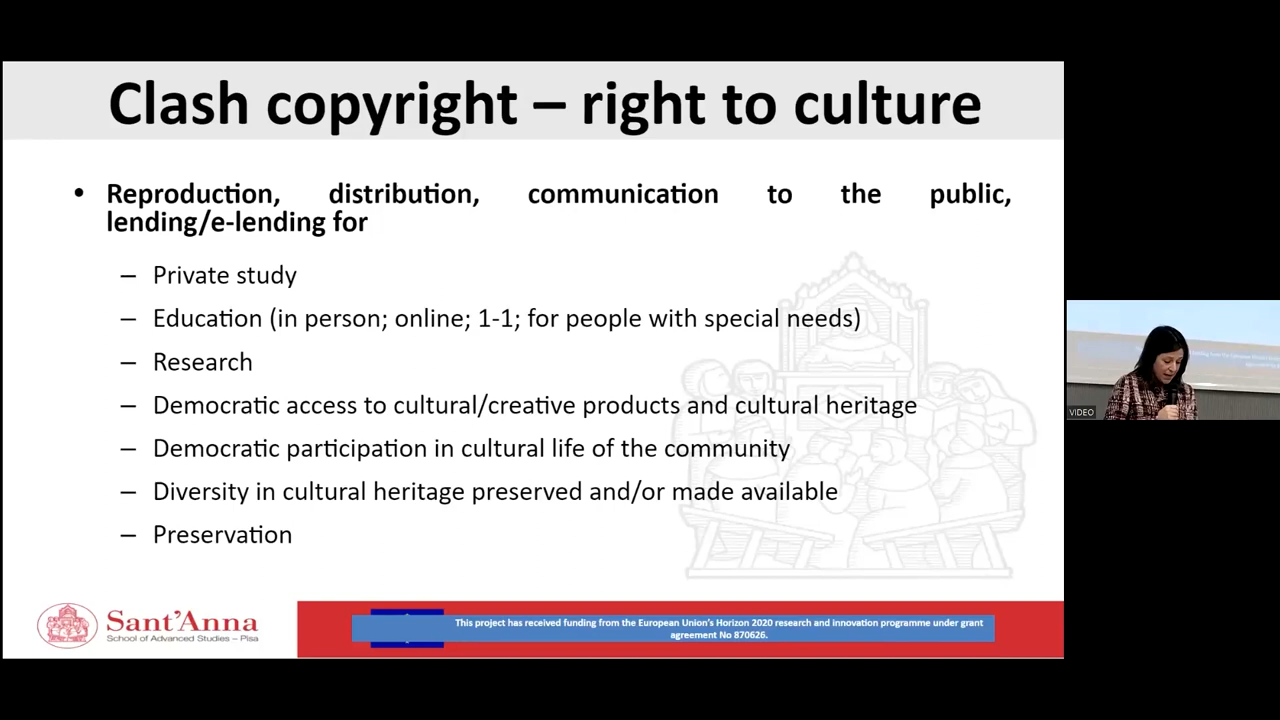 Clash copyright – right to culture
• Reproduction, distribution, communication to the public,
lending/e-lending for
– Private study
– Education (in person; online; 1-1; for people with special needs)
– Research
– Democratic access to cultural/creative products and cultural heritage
– Democratic participation in cultural life of the community
– Diversity in cultural heritage preserved and/or made available
– Preservation
Sant'Anna
School of Advanced Studies – Pisa
This project has received funding from the European Union's Horizon 2020 research and innovation programme under grant
agreement No 870626.
VIDEO